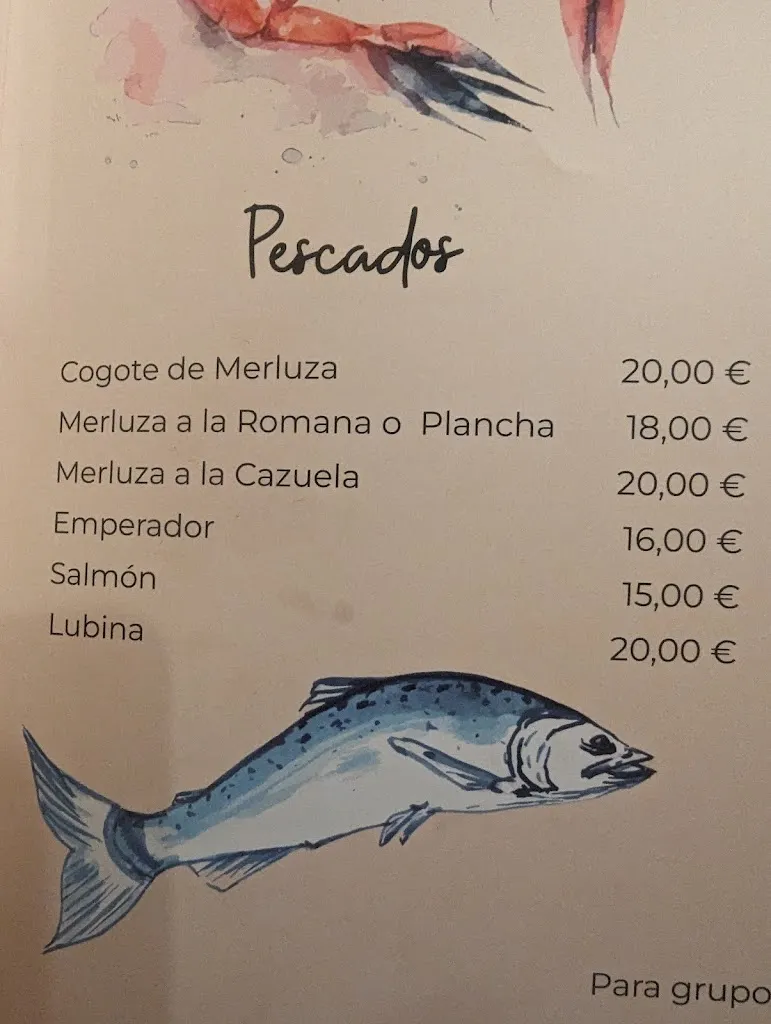 Pescados
Cogote de Merluza 20,00 €
Merluza a la Romana o Plancha 18,00 €
Merluza a la Cazuela 20,00 €
Emperador 16,00 €
Salmón 15,00 €
Lubina 20,00 €
Para grupo